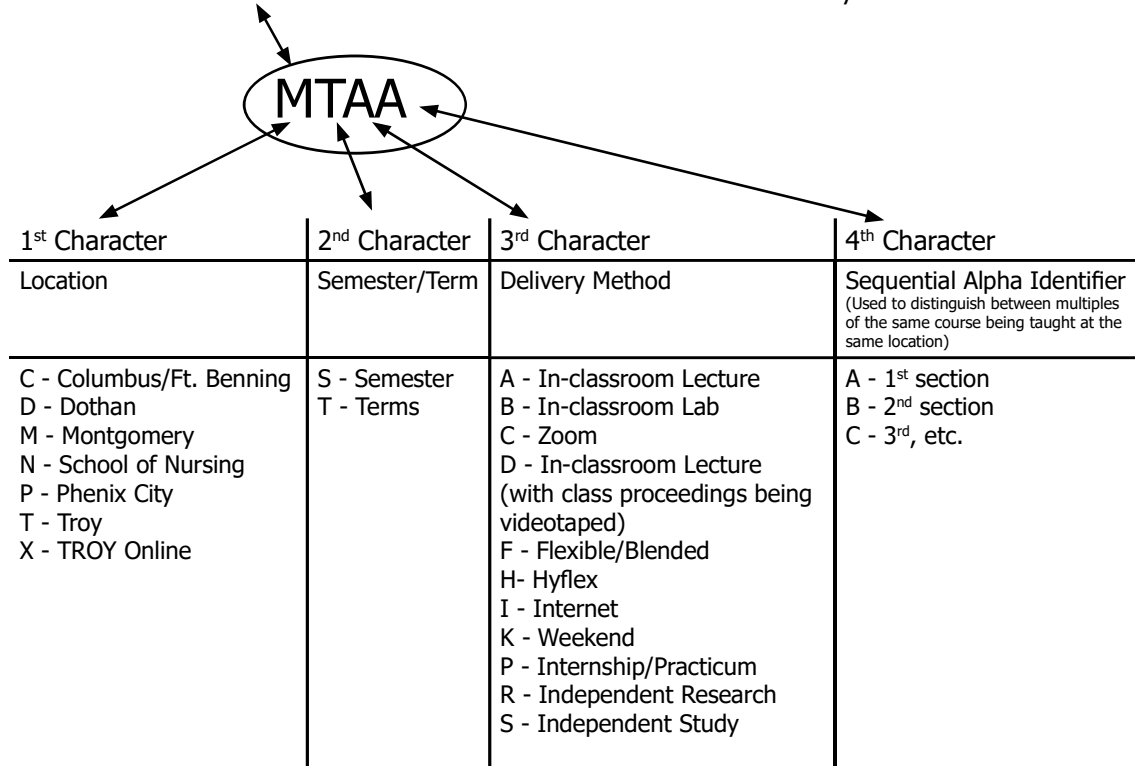 MTAA
1st Character
2nd Character
3rd Character
4th Character
Location
Semester/Term
Delivery Method
Sequential Alpha Identifier
(Used to distinguish between multiples
of the same course being taught at the
same location)
C - Columbus/Ft. Benning
D - Dothan
M - Montgomery
N - School of Nursing
P - Phenix City
T - Troy
X - TROY Online
S - Semester
T - Terms
A - In-classroom Lecture
B - In-classroom Lab
C - Zoom
D - In-classroom Lecture
(with class proceedings being
videotaped)
F - Flexible/Blended
H- Hyflex
I - Internet
K - Weekend
P - Internship/Practicum
R - Independent Research
S - Independent Study
A - 1st section
B - 2nd section
C - 3rd, etc.